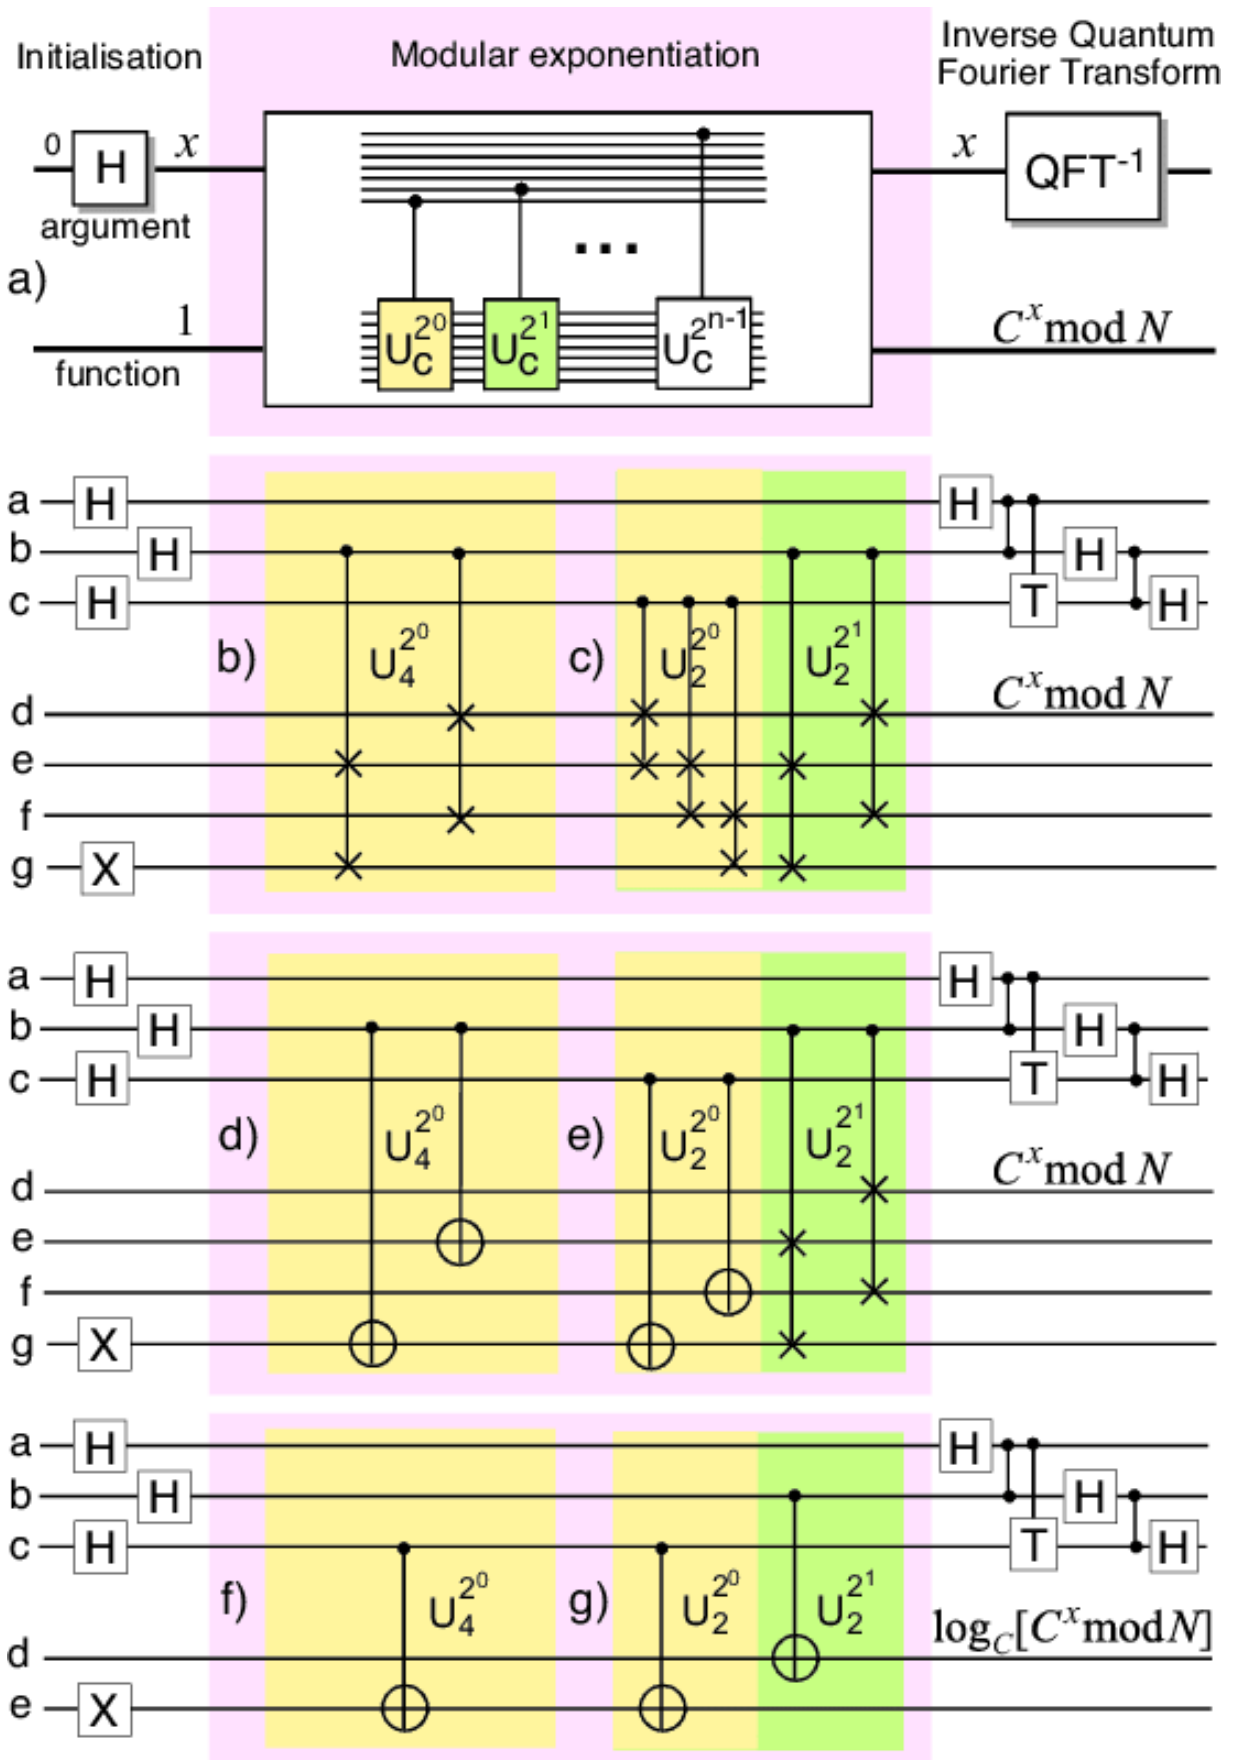 Initialisation
Modular exponentiation
Inverse Quantum
Fourier Transform
0
H
x
x
QFT⁻¹
argument
...
a)
1
U_C^{2^0}
U_C^{2^1}
U_C^{2^{n-1}}
C^x mod N
function
a
H
H
b
H
H
c
H
T
H
b)
U_4^{2^0}
c)
U_2^{2^0}
U_2^{2^1}
C^x mod N
d
e
f
g
X
a
H
H
b
H
H
c
H
T
H
d)
U_4^{2^0}
e)
U_2^{2^0}
U_2^{2^1}
C^x mod N
d
e
f
g
X
a
H
H
b
H
H
c
H
T
H
f)
U_4^{2^0}
g)
U_2^{2^0}
U_2^{2^1}
log_C[C^x mod N]
d
e
X